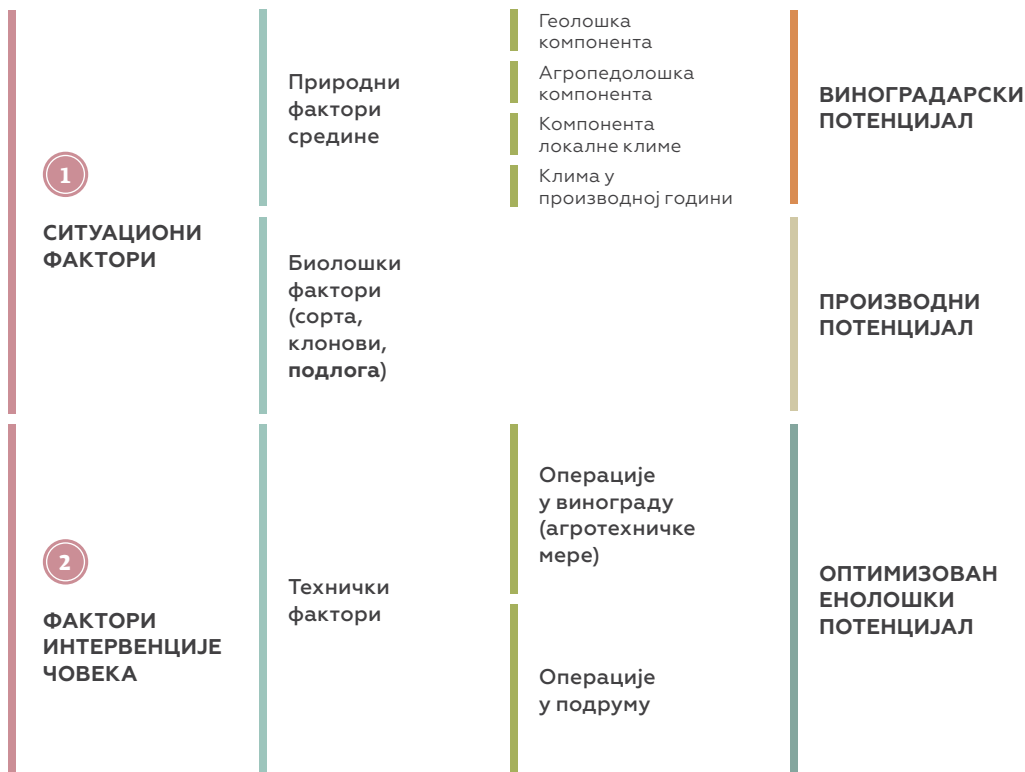 1
СИТУАЦИОНИ
ФАКТОРИ
Природни
фактори
средине
Геолошка
компонента
Агропедолошка
компонента
Компонента
локалне климе
Клима у
производној години
ВИНОГРАДАРСКИ
ПОТЕНЦИЈАЛ
Биолошки
фактори
(сорта,
клонови,
подлога)
ПРОИЗВОДНИ
ПОТЕНЦИЈАЛ
2
ФАКТОРИ
ИНТЕРВЕНЦИЈЕ
ЧОВЕКА
Технички
фактори
Операције
у винограду
(агротехничке
мере)
Операције
у подруму
ОПТИМИЗОВАН
ЕНОЛОШКИ
ПОТЕНЦИЈАЛ